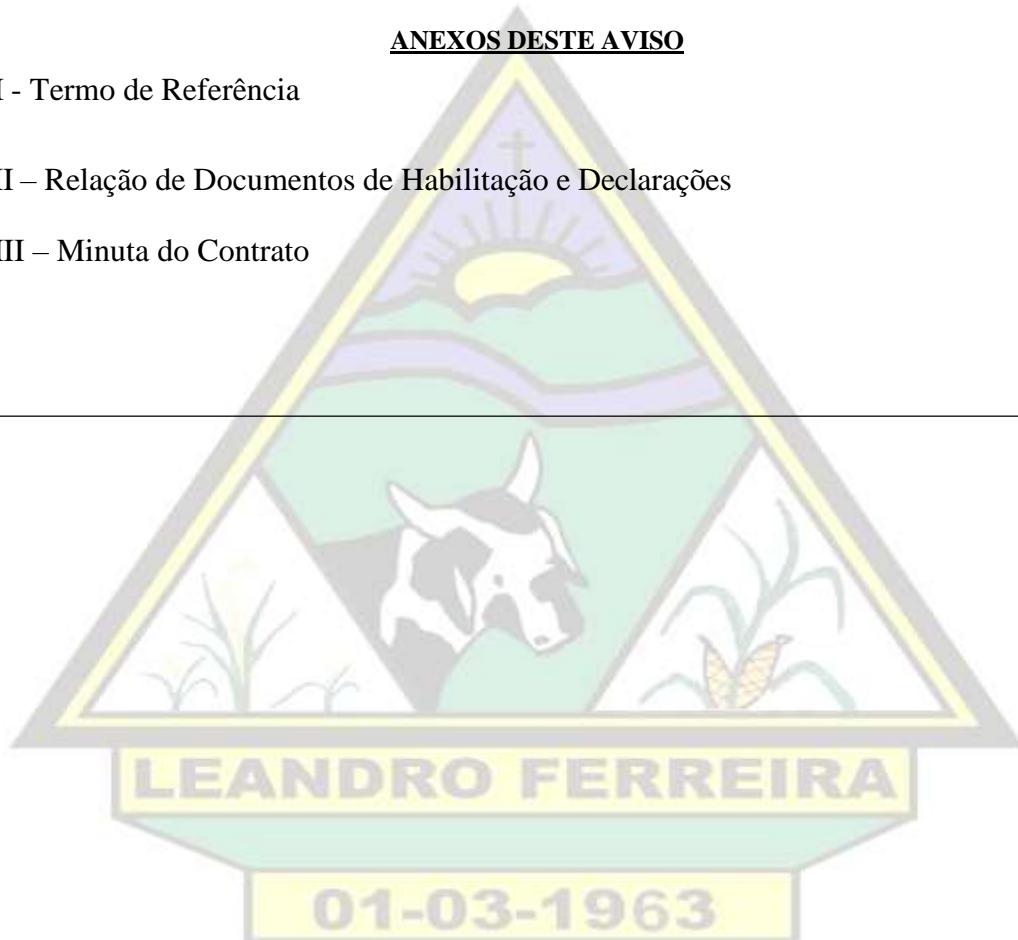 ANEXOS DESTE AVISO
I - Termo de Referência
II – Relação de Documentos de Habilitação e Declarações
III – Minuta do Contrato
LEANDRO FERREIRA
01-03-1963